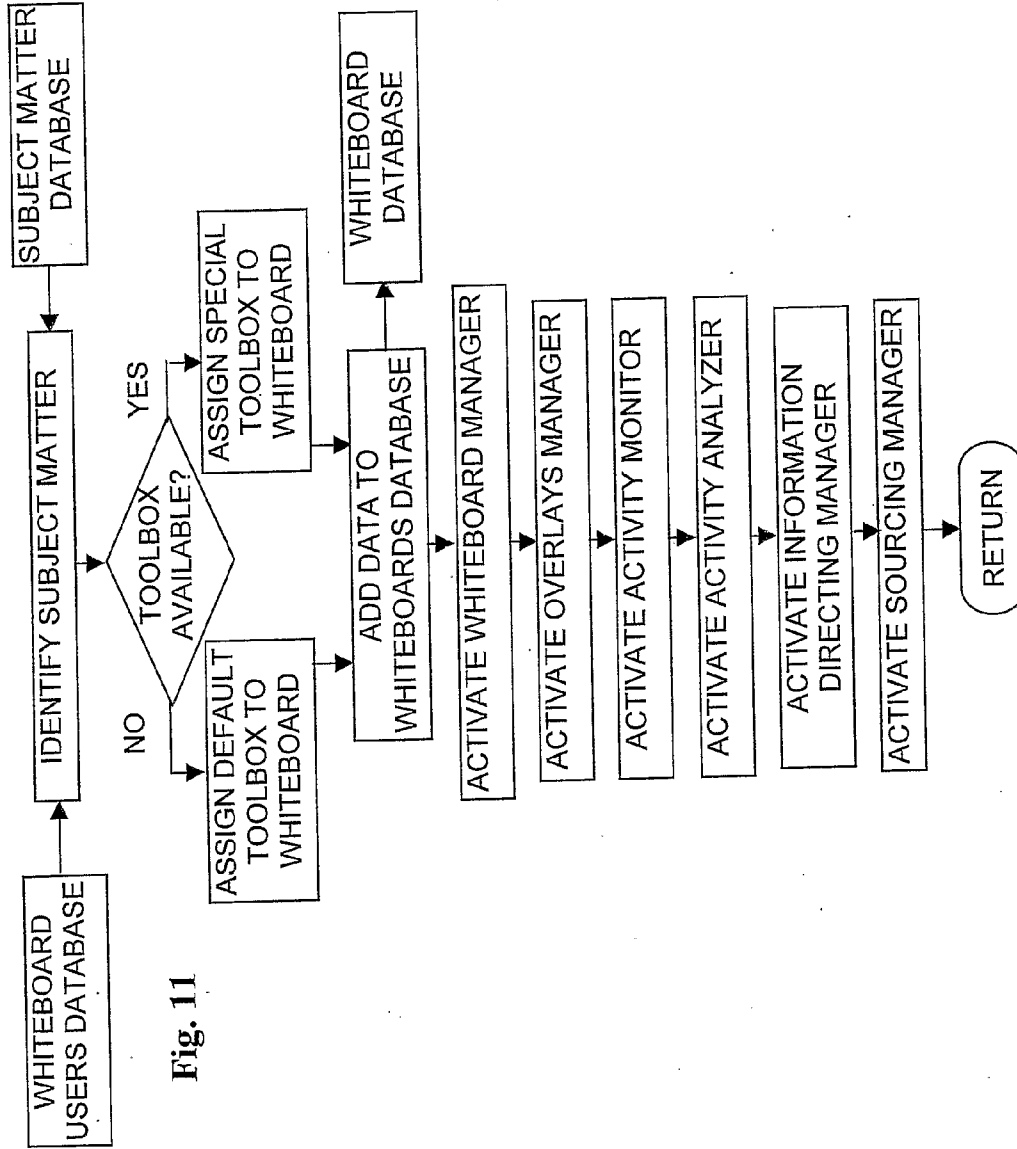 WHITEBOARD
USERS DATABASE
IDENTIFY SUBJECT MATTER
SUBJECT MATTER
DATABASE
TOOLBOX
AVAILABLE?
NO
YES
ASSIGN DEFAULT
TOOLBOX TO
WHITEBOARD
ASSIGN SPECIAL
TOOLBOX TO
WHITEBOARD
ADD DATA TO
WHITEBOARDS DATABASE
WHITEBOARD
DATABASE
ACTIVATE WHITEBOARD MANAGER
ACTIVATE OVERLAYS MANAGER
ACTIVATE ACTIVITY MONITOR
ACTIVATE ACTIVITY ANALYZER
ACTIVATE INFORMATION
DIRECTING MANAGER
ACTIVATE SOURCING MANAGER
RETURN
Fig. 11